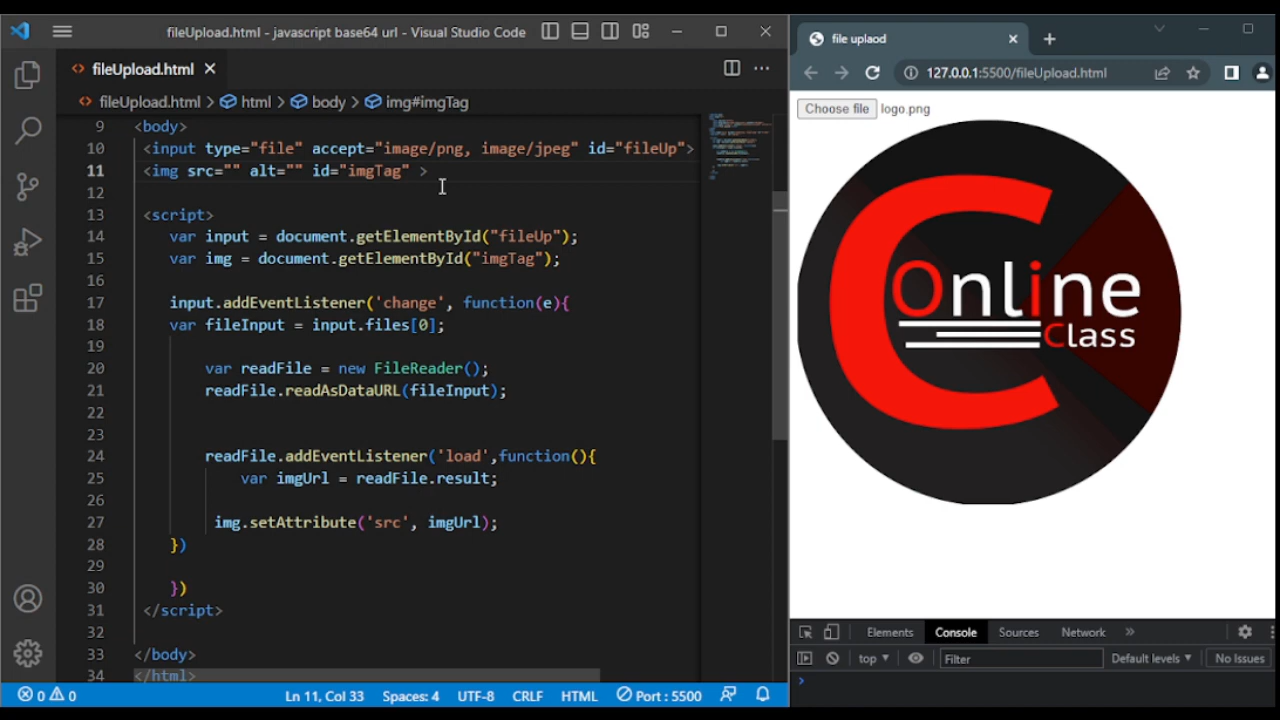 fileUpload.html - javascript base64 url - Visual Studio Code
fileUpload.html
fileUpload.html > html > body > img#imgTag
9 <body>
10 <input type="file" accept="image/png, image/jpeg" id="fileUp">
11 <img src="" alt="" id="imgTag" >
12
13 <script>
14 var input = document.getElementById("fileUp");
15 var img = document.getElementById("imgTag");
16
17 input.addEventListener('change', function(e){
18 var fileInput = input.files[0];
19
20 var readFile = new FileReader();
21 readFile.readAsDataURL(fileInput);
22
23
24 readFile.addEventListener('load',function(){
25 var imgUrl = readFile.result;
26
27 img.setAttribute('src', imgUrl);
28 })
29
30 })
31 </script>
32
33 </body>
34 </html>
0 0
Ln 11, Col 33 Spaces: 4 UTF-8 CRLF HTML Port : 5500
file uplaod
127.0.0.1:5500/fileUpload.html
Choose file logo.png
C
Online
Class
Elements Console Sources Network »
top Filter Default levels No Issues
>